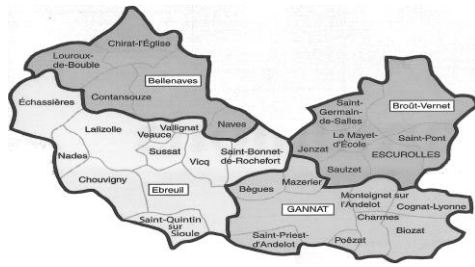 Chirat-l'Église
Louroux-
de-Bouble
Bellenaves
Contansouze
Échassières
Naves
Lalizolle
Vallignat
Veauce
Sussat
Saint-Bonnet-
de-Rochefort
Vicq
Nades
Chouvigny
Ebreuil
Saint-Quintin
sur
Sioule
Saint-
Germain-
de-Salles
Broût-Vernet
Le Mayet-
d'École
Saint-Pont
Jenzat
ESCUROLLES
Sauzet
Bègues
Mazerier
Monteignet sur
l'Andelot
Cognat-Lyonne
GANNAT
Charmes
Biozat
Saint-Priest-
d'Andelot
Poëzat